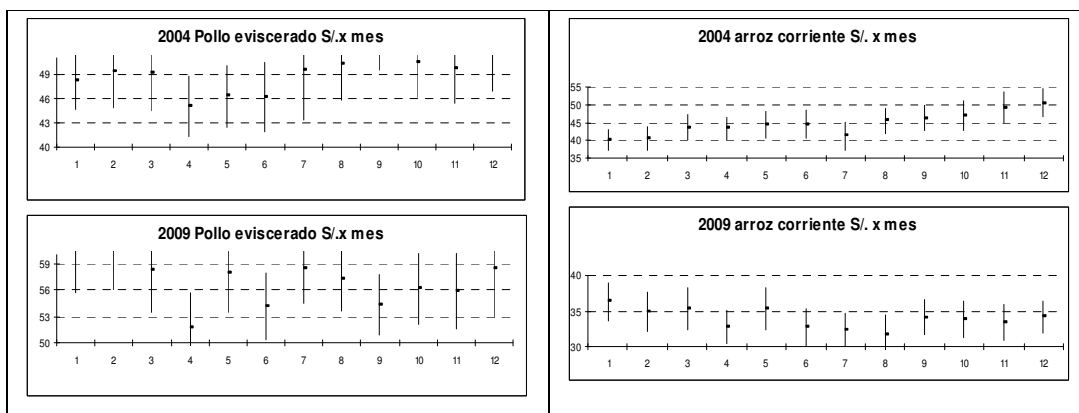 2004 Pollo eviscerado S/.x mes
49
46
43
40
1 2 3 4 5 6 7 8 9 10 11 12
2004 arroz corriente S/. x mes
55
50
45
40
35
1 2 3 4 5 6 7 8 9 10 11 12
2009 Pollo eviscerado S/.x mes
59
56
53
50
1 2 3 4 5 6 7 8 9 10 11 12
2009 arroz corriente S/. x mes
40
35
30
1 2 3 4 5 6 7 8 9 10 11 12